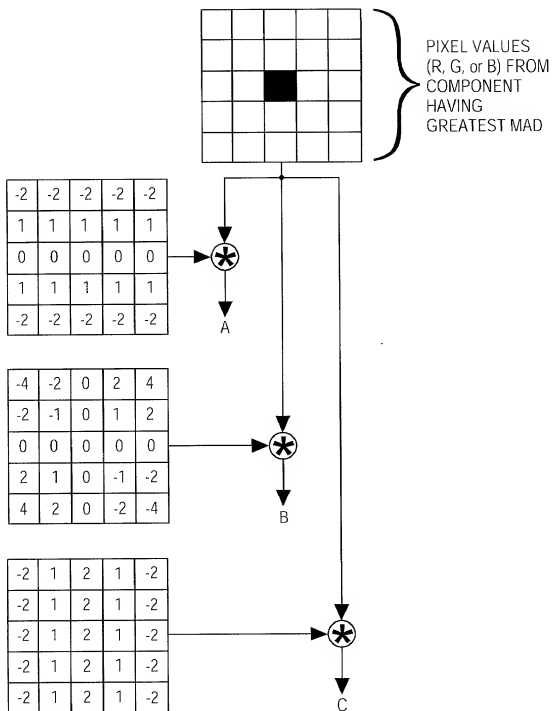 PIXEL VALUES
(R, G, or B) FROM
COMPONENT
HAVING
GREATEST MAD
-2 -2 -2 -2 -2
1 1 1 1 1
0 0 0 0 0
1 1 1 1 1
-2 -2 -2 -2 -2
*
A
-4 -2 0 2 4
-2 -1 0 1 2
0 0 0 0 0
2 1 0 -1 -2
4 2 0 -2 -4
*
B
-2 1 2 1 -2
-2 1 2 1 -2
-2 1 2 1 -2
-2 1 2 1 -2
-2 1 2 1 -2
*
C